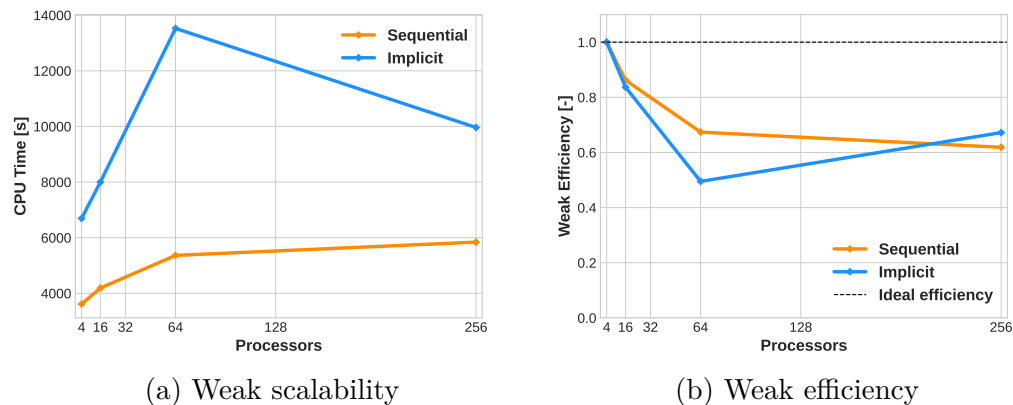 CPU Time [s]
14000
12000
10000
8000
6000
4000
4 16 32 64 128 256
Processors
Sequential
Implicit
(a) Weak scalability
Weak Efficiency [-]
1.0
0.8
0.6
0.4
0.2
0.0
4 16 32 64 128 256
Processors
Sequential
Implicit
Ideal efficiency
(b) Weak efficiency